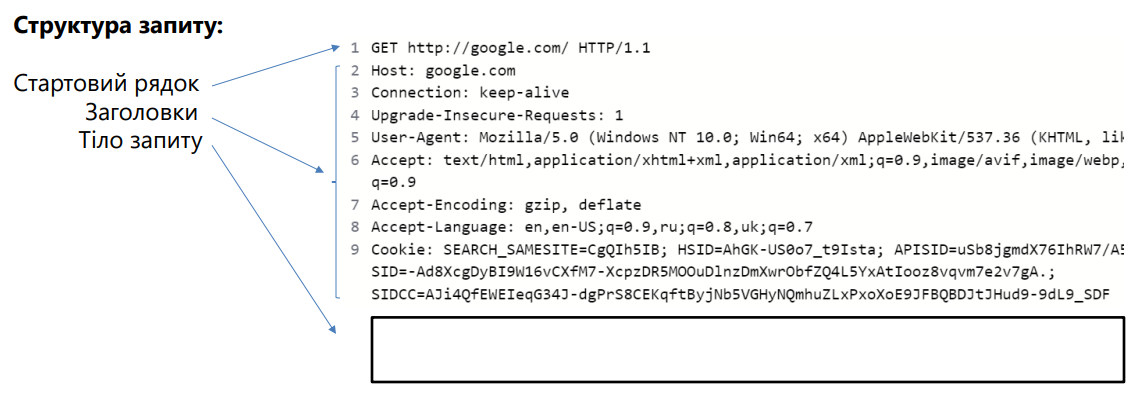 Структура запиту:
Стартовий рядок
Заголовки
Тіло запиту
1 GET http://google.com/ HTTP/1.1
2 Host: google.com
3 Connection: keep-alive
4 Upgrade-Insecure-Requests: 1
5 User-Agent: Mozilla/5.0 (Windows NT 10.0; Win64; x64) AppleWebKit/537.36 (KHTML, lik
6 Accept: text/html,application/xhtml+xml,application/xml;q=0.9,image/avif,image/webp,
q=0.9
7 Accept-Encoding: gzip, deflate
8 Accept-Language: en,en-US;q=0.9,ru;q=0.8,uk;q=0.7
9 Cookie: SEARCH_SAMESITE=CgQIh5IB; HSID=AhGK-US0o7_t9Ista; APISID=uSb8jgmdX76IhRW7/A5
SID=-Ad8XcgDyBI9W16vCXfM7-XcpzDR5MOOuDlnzDmXwrObfZQ4L5YxAtIooz8vqvm7e2v7gA.;
SIDCC=AJi4QfEWEIeqG34J-dgPrS8CEKqftByjNb5VGHyNQmhuZLxPxoXoE9JFBQBDJtJHud9-9dL9_SDF